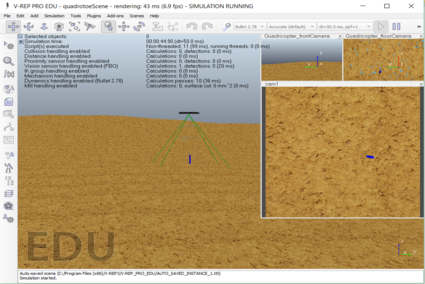 V-REP PRO EDU - quadrotoeScene - rendering: 43 ms (6.9 fps) - SIMULATION RUNNING
File Edit Add Simulation Tools Plugins Add-ons Scenes Help
Bullet 2.78 Accurate (default) dt=50.0 ms, ppf=1
Selected objects: 0
Simulation time: 00:00:44.90 (dt=50.0 ms)
Script(s) executed Non-threaded: 11 (99 ms), running threads: 0 (0 ms)
Collision handling enabled Calculations: 0, detections: 0 (0 ms)
Distance handling enabled Calculations: 0 (0 ms)
Proximity sensor handling enabled Calculations: 0, detections: 0 (0 ms)
Vision sensor handling enabled (FBO) Calculations: 1, detections: 0 (20 ms)
IK group handling enabled Calculations: 0 (0 ms)
Mechanism handling enabled Calculations: 0 (0 ms)
Dynamics handling enabled (Bullet 2.78) Calculation passes: 10 (36 ms)
Mill handling enabled Calculations: 0, surface cut 0 mm^2 (0 ms)
Quadricopter_frontCamera
Quadricopter_floorCamera
cam1
EDU
Auto-saved scene (C:/Program Files (x86)/V-REP3/V-REP_PRO_EDU/AUTO_SAVED_INSTANCE_1.ttt)
Simulation started.